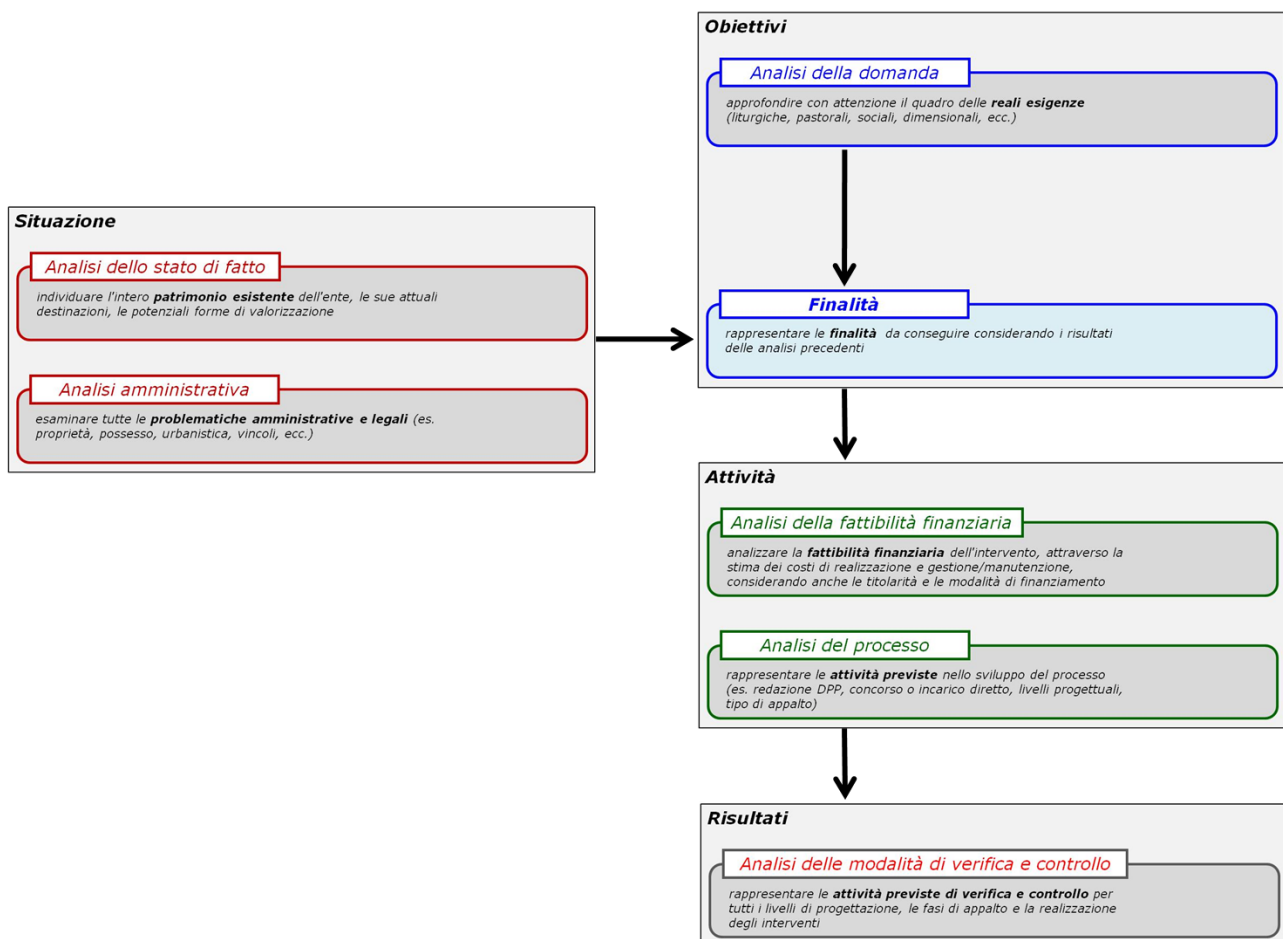 Obiettivi
Analisi della domanda
approfondire con attenzione il quadro delle reali esigenze
(liturgiche, pastorali, sociali, dimensionali, ecc.)
Situazione
Analisi dello stato di fatto
individuare l'intero patrimonio esistente dell'ente, le sue attuali
destinazioni, le potenziali forme di valorizzazione
Analisi amministrativa
esaminare tutte le problematiche amministrative e legali (es.
proprietà, possesso, urbanistica, vincoli, ecc.)
Finalità
rappresentare le finalità da conseguire considerando i risultati
delle analisi precedenti
Attività
Analisi della fattibilità finanziaria
analizzare la fattibilità finanziaria dell'intervento, attraverso la
stima dei costi di realizzazione e gestione/manutenzione,
considerando anche le titolarità e le modalità di finanziamento
Analisi del processo
rappresentare le attività previste nello sviluppo del processo
(es. redazione DPP, concorso o incarico diretto, livelli progettuali,
tipo di appalto)
Risultati
Analisi delle modalità di verifica e controllo
rappresentare le attività previste di verifica e controllo per
tutti i livelli di progettazione, le fasi di appalto e la realizzazione
degli interventi